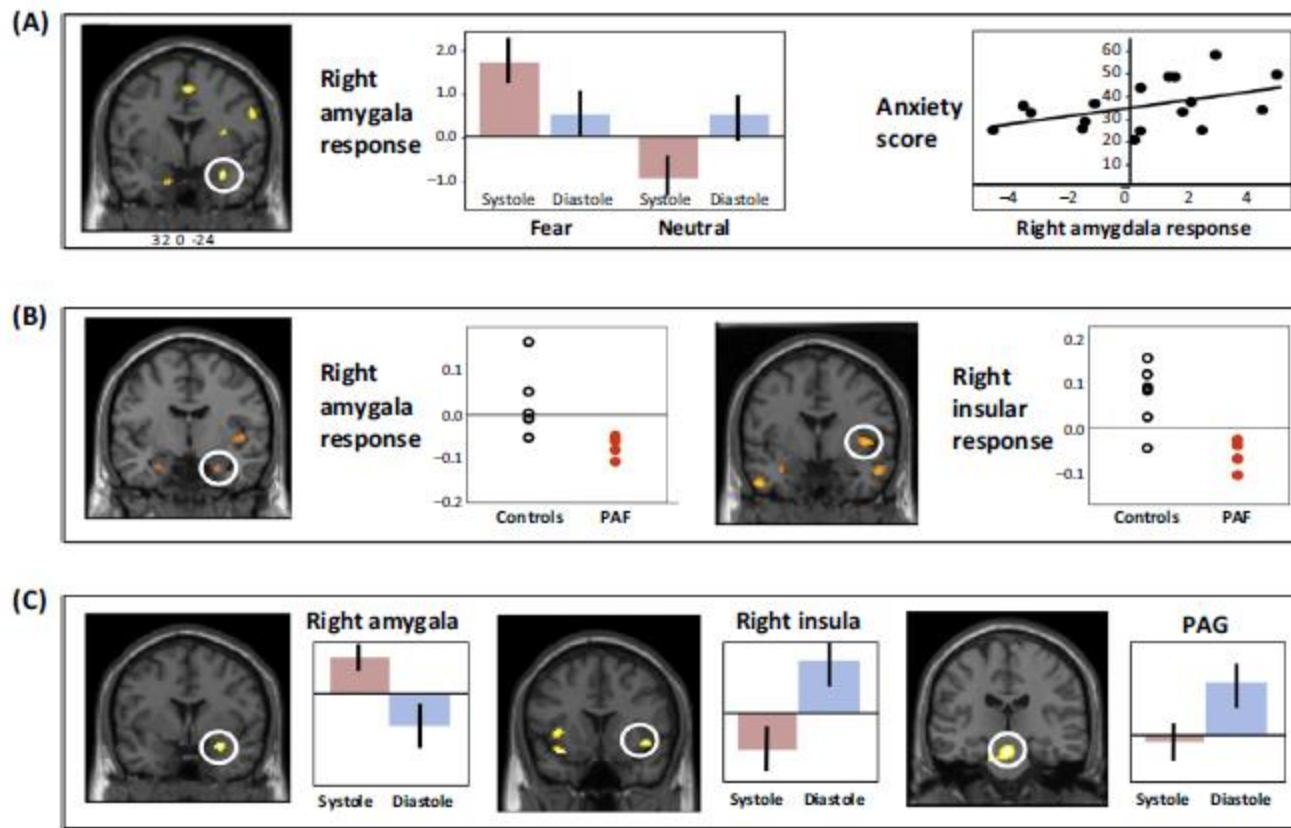 (A)
32 0 -24
Right
amygala
response
2.0
1.0
0.0
−1.0
Systole Diastole Systole Diastole
Fear Neutral
Anxiety
score
60
50
40
30
20
10
−4 −2 0 2 4
Right amygdala response
(B)
Right
amygala
response
0.1
0.0
−0.1
−0.2
Controls PAF
Right
insular
response
0.2
0.1
0.0
−0.1
Controls PAF
(C)
Right amygala
Systole Diastole
Right insula
Systole Diastole
PAG
Systole Diastole